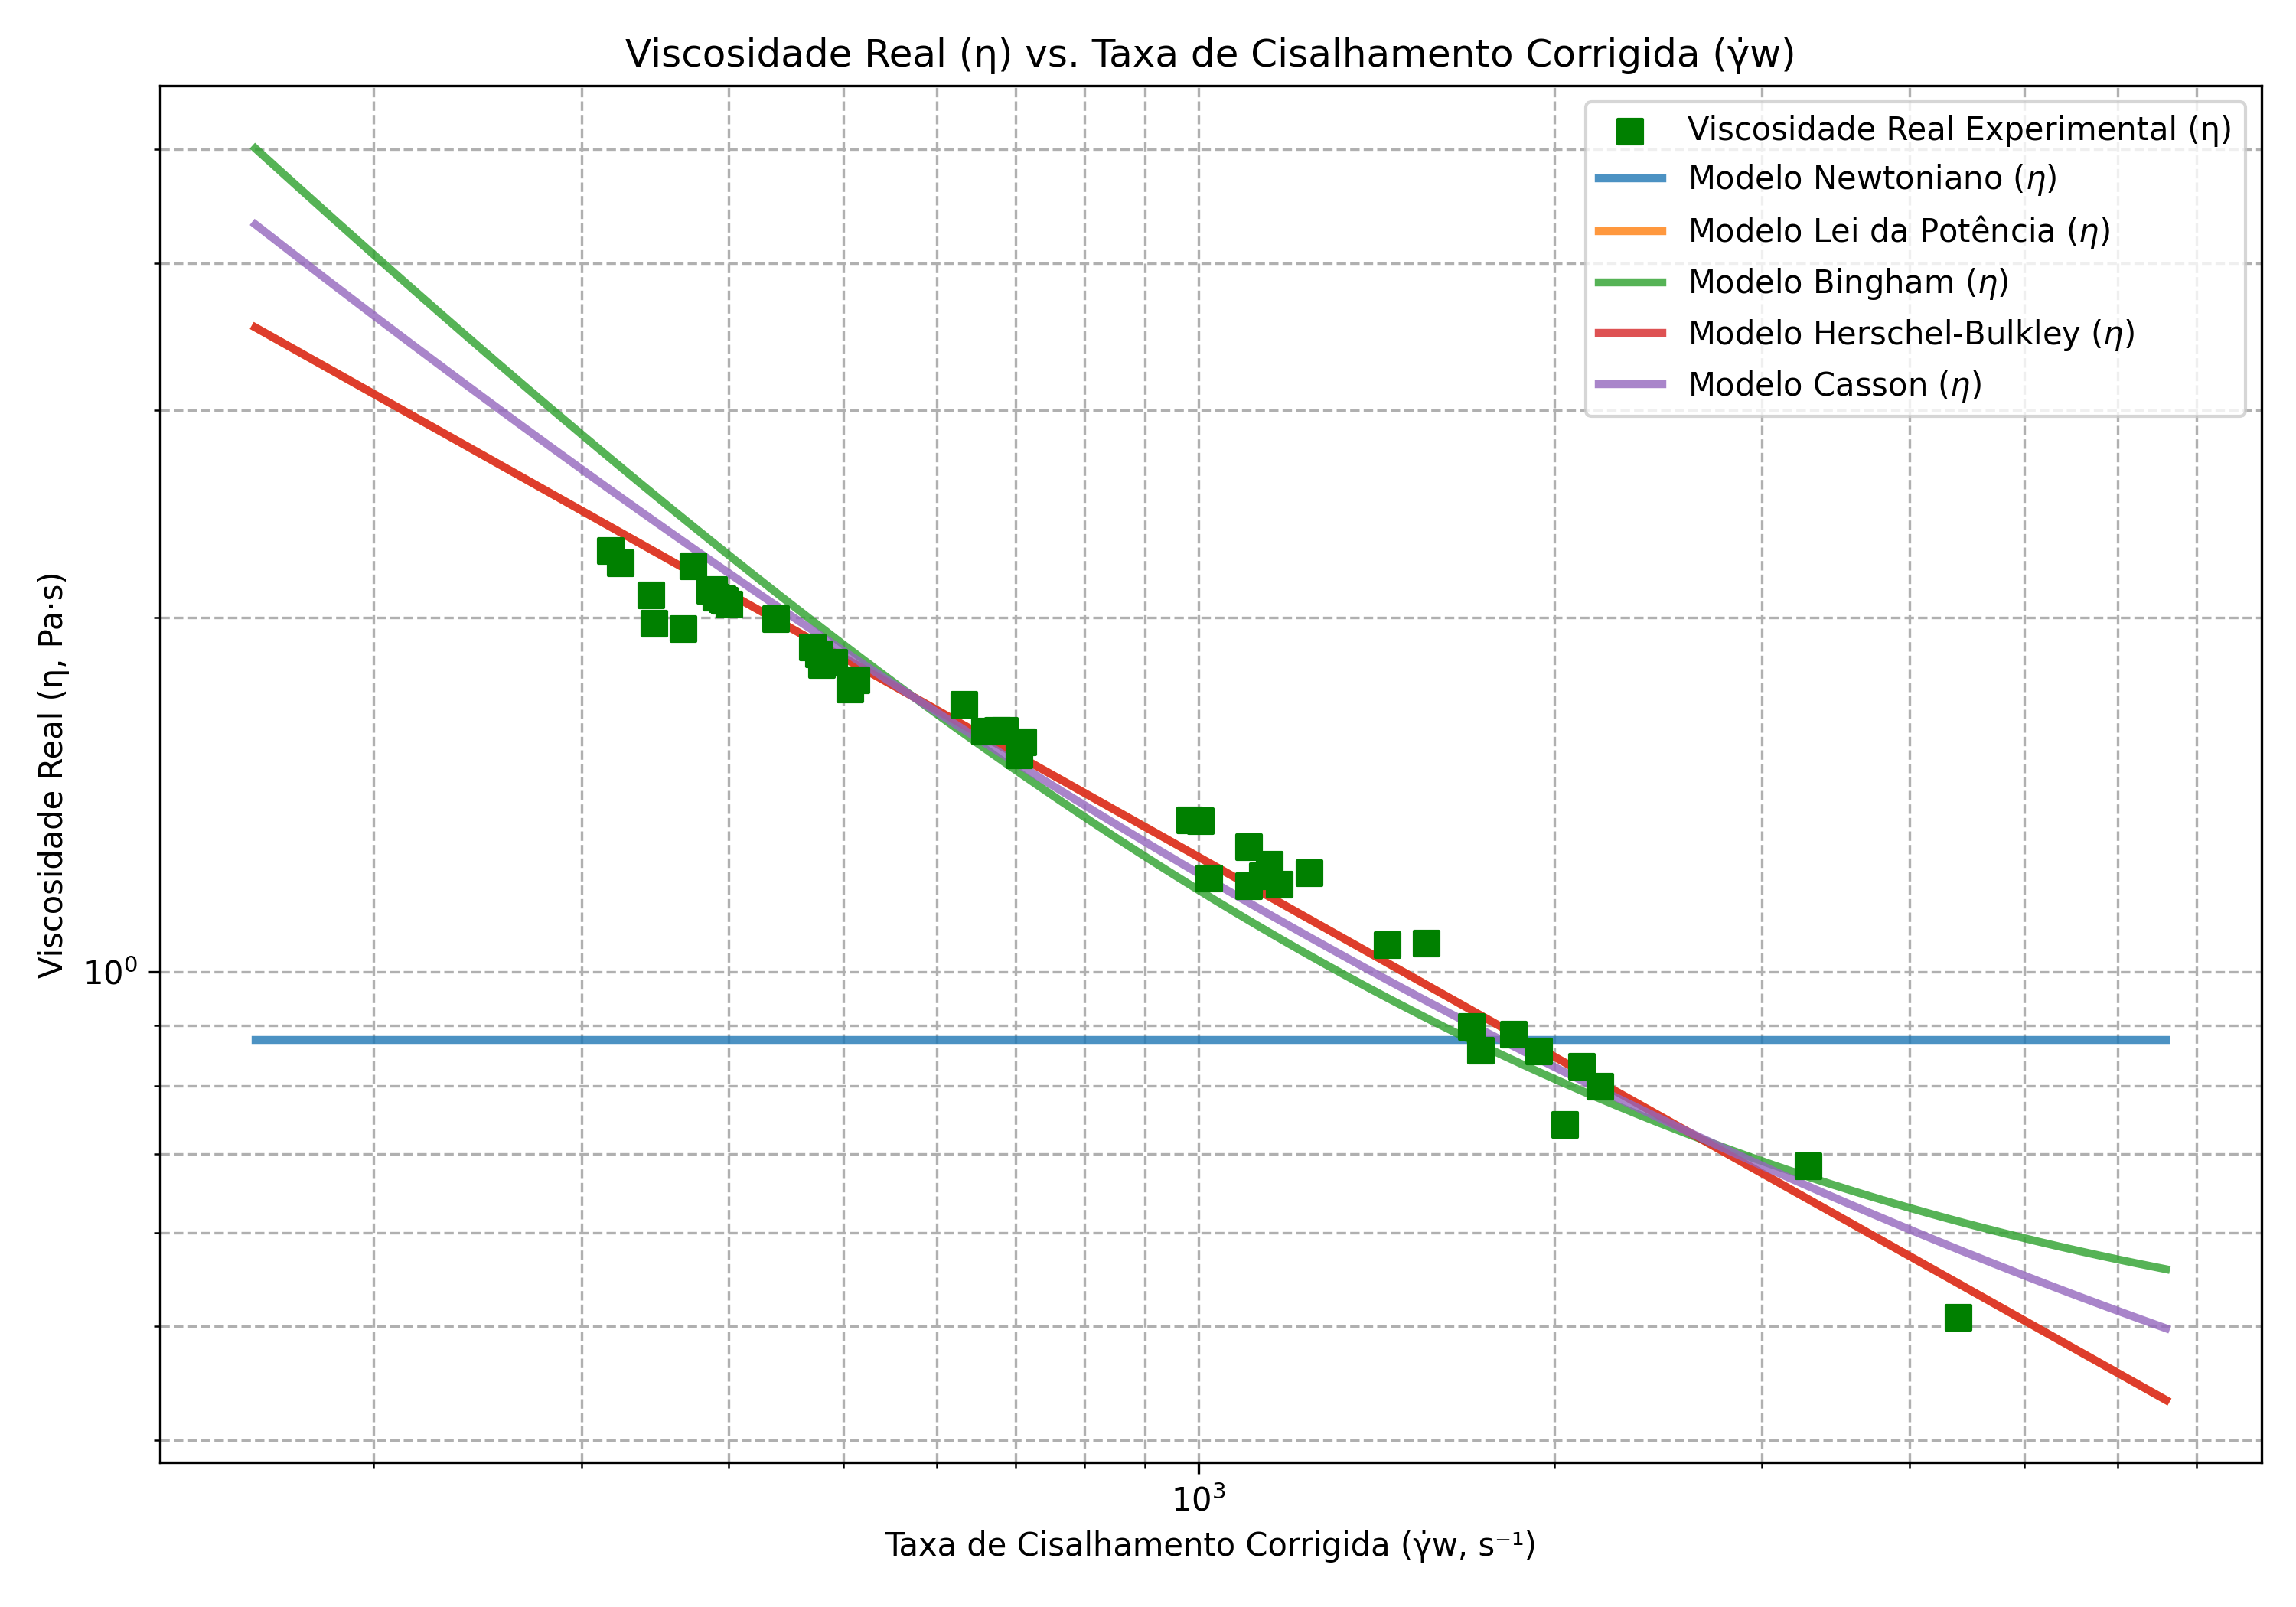 Viscosidade Real (η) vs. Taxa de Cisalhamento Corrigida (γ̇w)
Viscosidade Real Experimental (η)
Modelo Newtoniano (η)
Modelo Lei da Potência (η)
Modelo Bingham (η)
Modelo Herschel-Bulkley (η)
Modelo Casson (η)
Viscosidade Real (η, Pa·s)
10⁰
10³
Taxa de Cisalhamento Corrigida (γ̇w, s⁻¹)